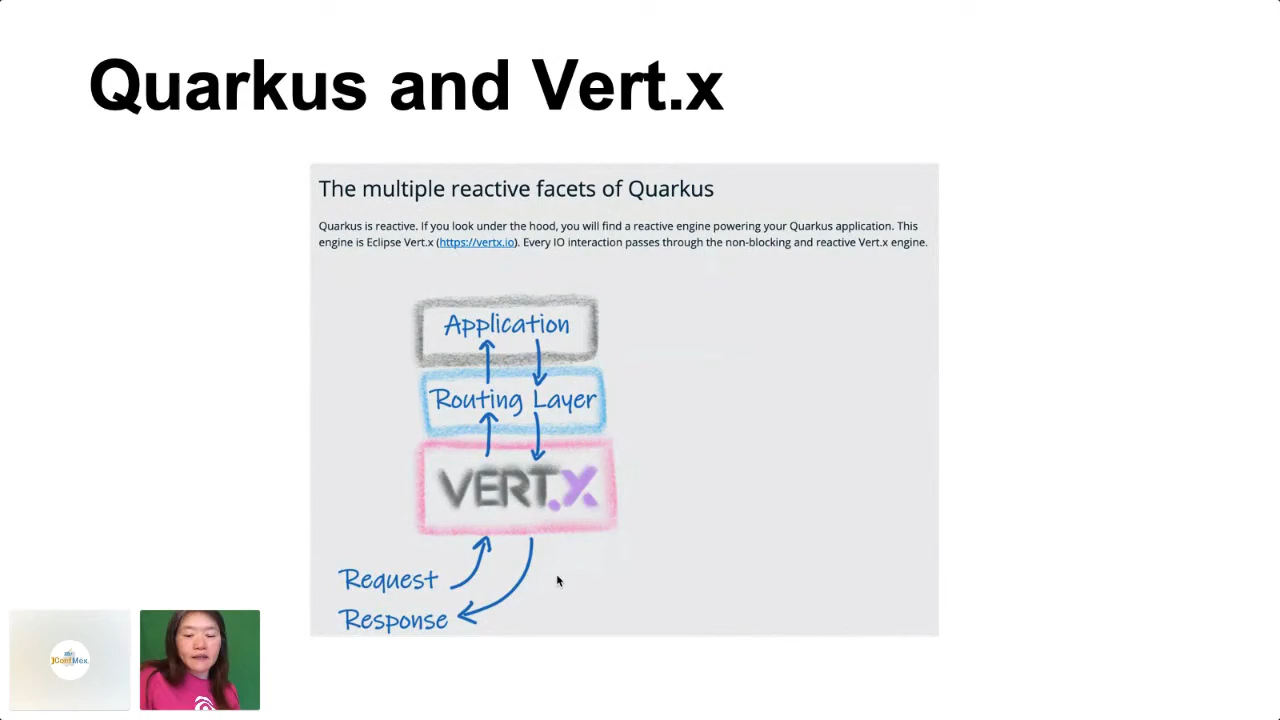 Quarkus and Vert.x
The multiple reactive facets of Quarkus
Quarkus is reactive. If you look under the hood, you will find a reactive engine powering your Quarkus application. This
engine is Eclipse Vert.x (https://vertx.io). Every IO interaction passes through the non-blocking and reactive Vert.x engine.
Application
Routing Layer
VERT.X
Request
Response
JConfMex